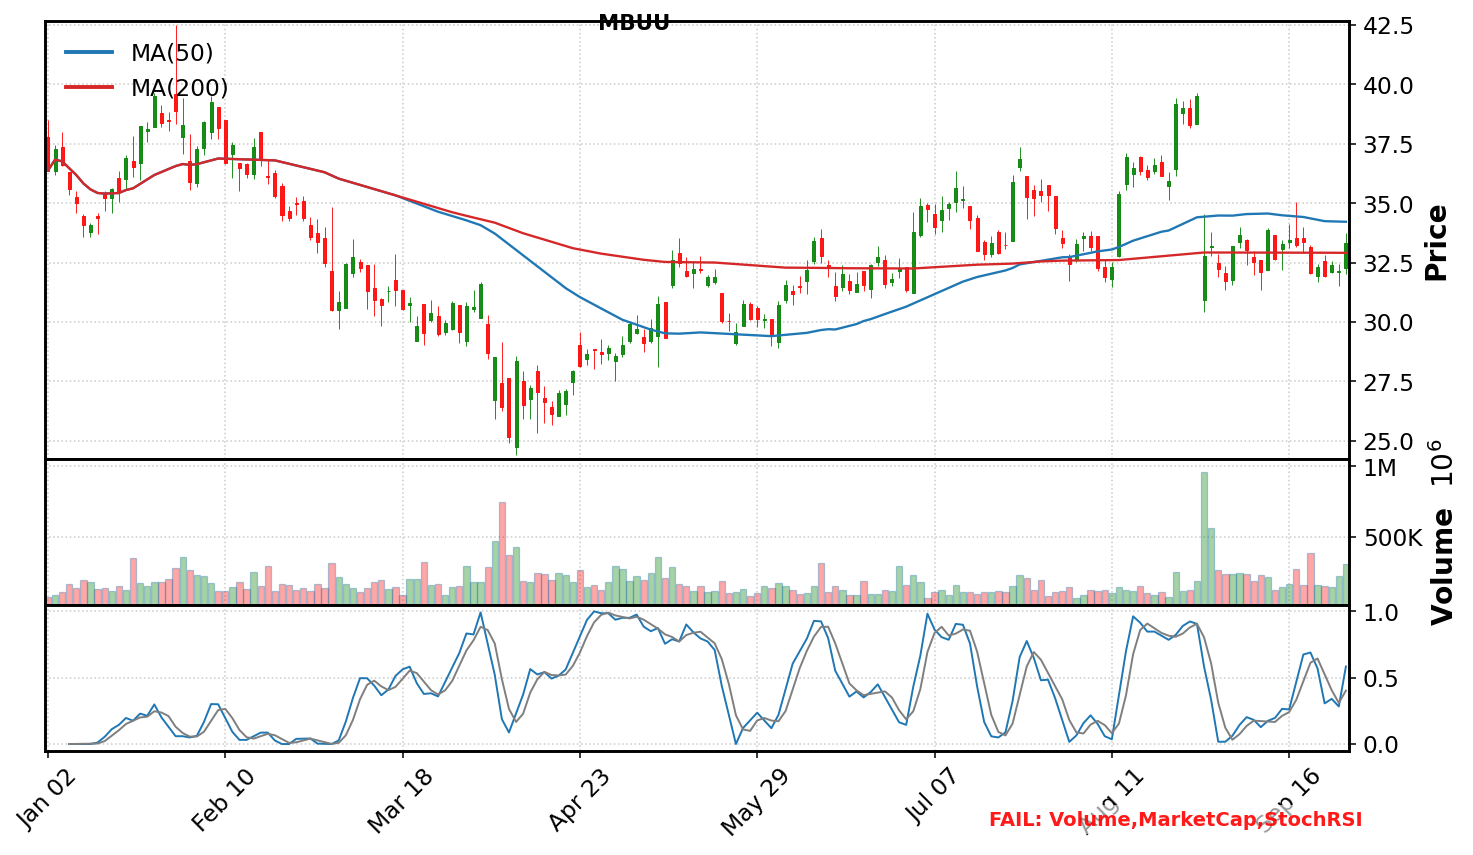 MBUU
MA(50)
MA(200)
42.5
40.0
37.5
35.0
32.5
30.0
27.5
25.0
Price
1M
500K
Volume 10⁶
1.0
0.5
0.0
Jan 02
Feb 10
Mar 18
Apr 23
May 29
Jul 07
Aug 11
Sep 16
FAIL: Volume,MarketCap,StochRSI